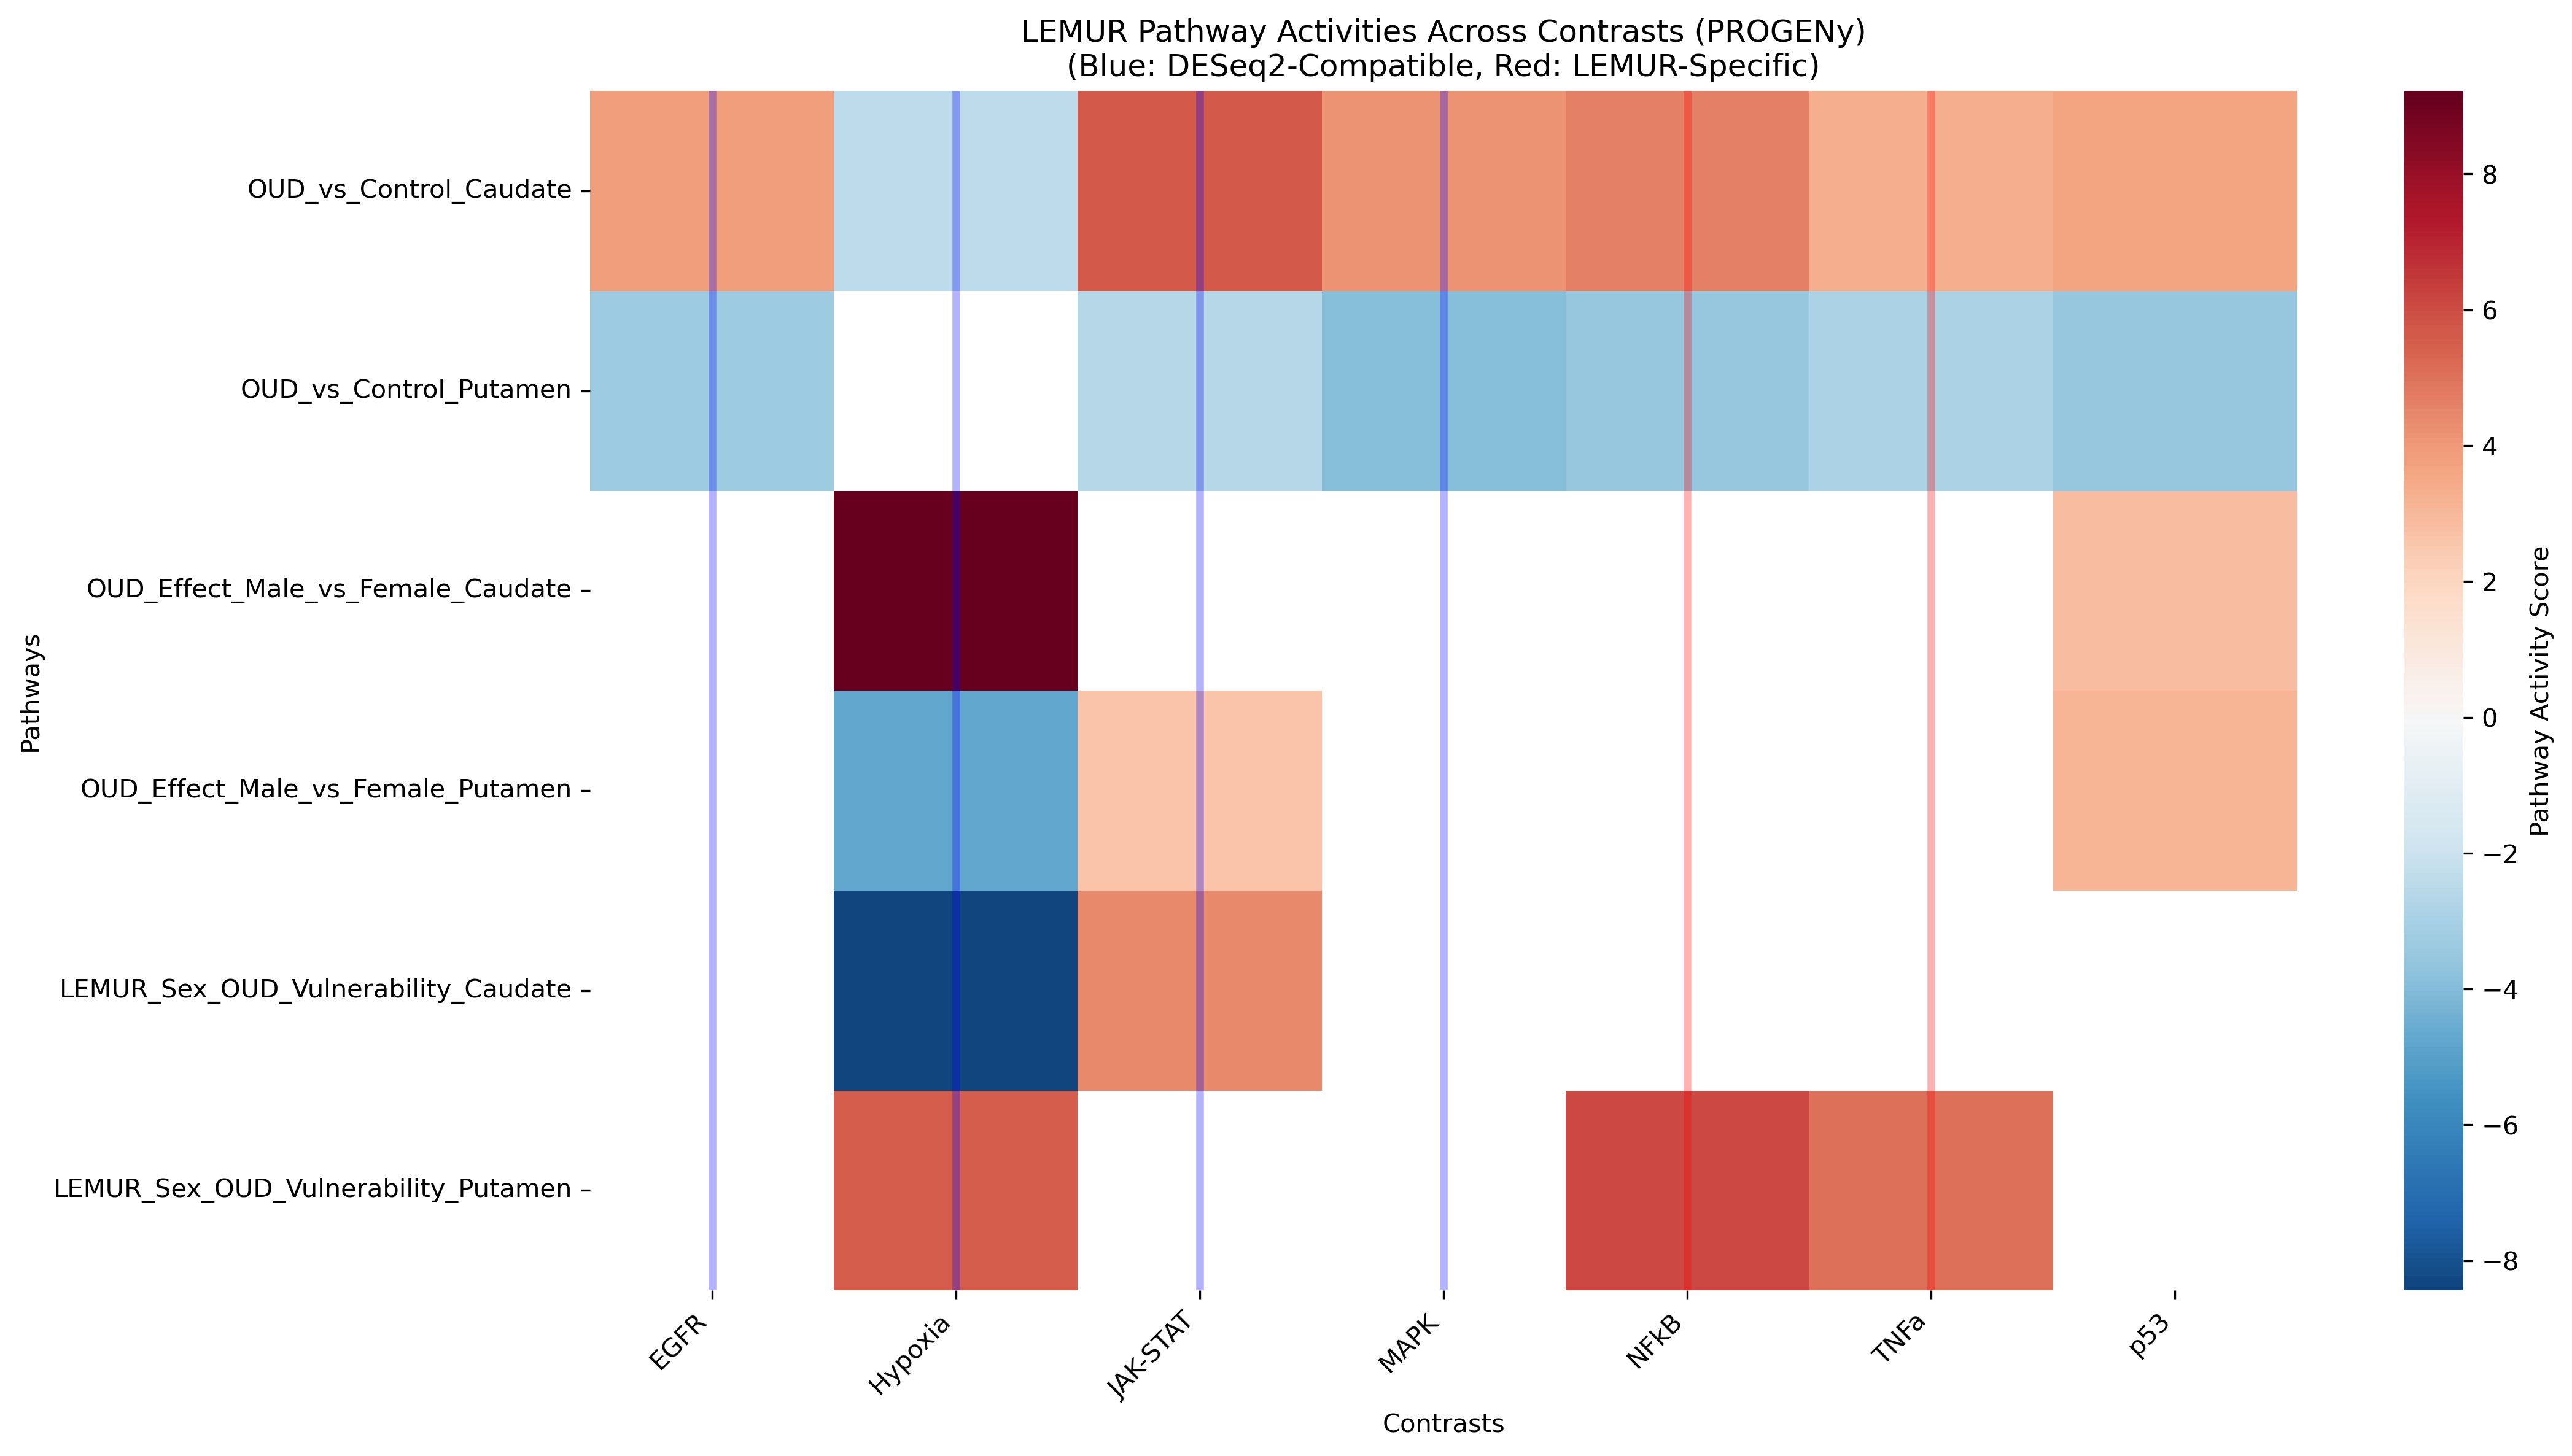 LEMUR Pathway Activities Across Contrasts (PROGENy)
(Blue: DESeq2-Compatible, Red: LEMUR-Specific)
Pathways
OUD_vs_Control_Caudate
OUD_vs_Control_Putamen
OUD_Effect_Male_vs_Female_Caudate
OUD_Effect_Male_vs_Female_Putamen
LEMUR_Sex_OUD_Vulnerability_Caudate
LEMUR_Sex_OUD_Vulnerability_Putamen
EGFR
Hypoxia
JAK-STAT
MAPK
NFkB
TNFa
p53
Contrasts
8
6
4
2
0
−2
−4
−6
−8
Pathway Activity Score